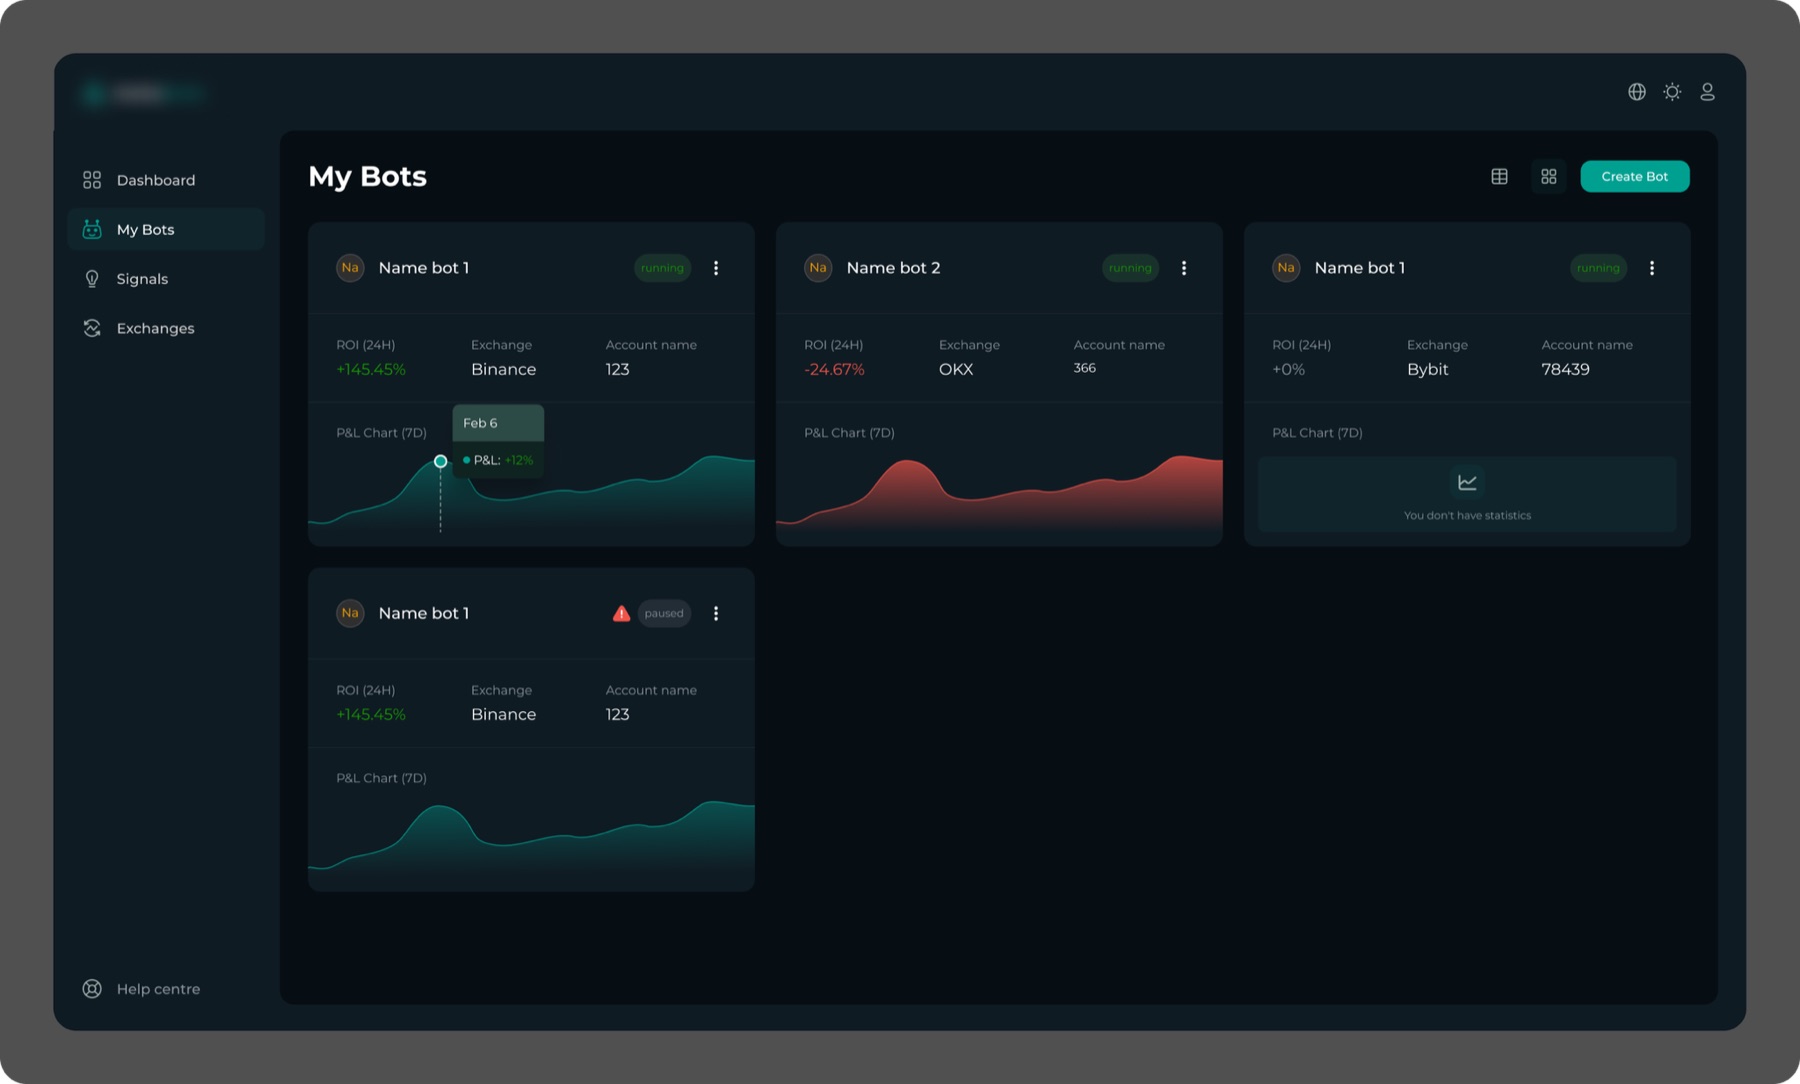 My Bots
Create Bot
Dashboard
My Bots
Signals
Exchanges
Help centre
Na Name bot 1 running
ROI (24H) Exchange Account name
+145.45% Binance 123
P&L Chart (7D)
Feb 6
P&L: +12%
Na Name bot 2 running
ROI (24H) Exchange Account name
-24.67% OKX 366
P&L Chart (7D)
Na Name bot 1 running
ROI (24H) Exchange Account name
+0% Bybit 78439
P&L Chart (7D)
You don't have statistics
Na Name bot 1 paused
ROI (24H) Exchange Account name
+145.45% Binance 123
P&L Chart (7D)